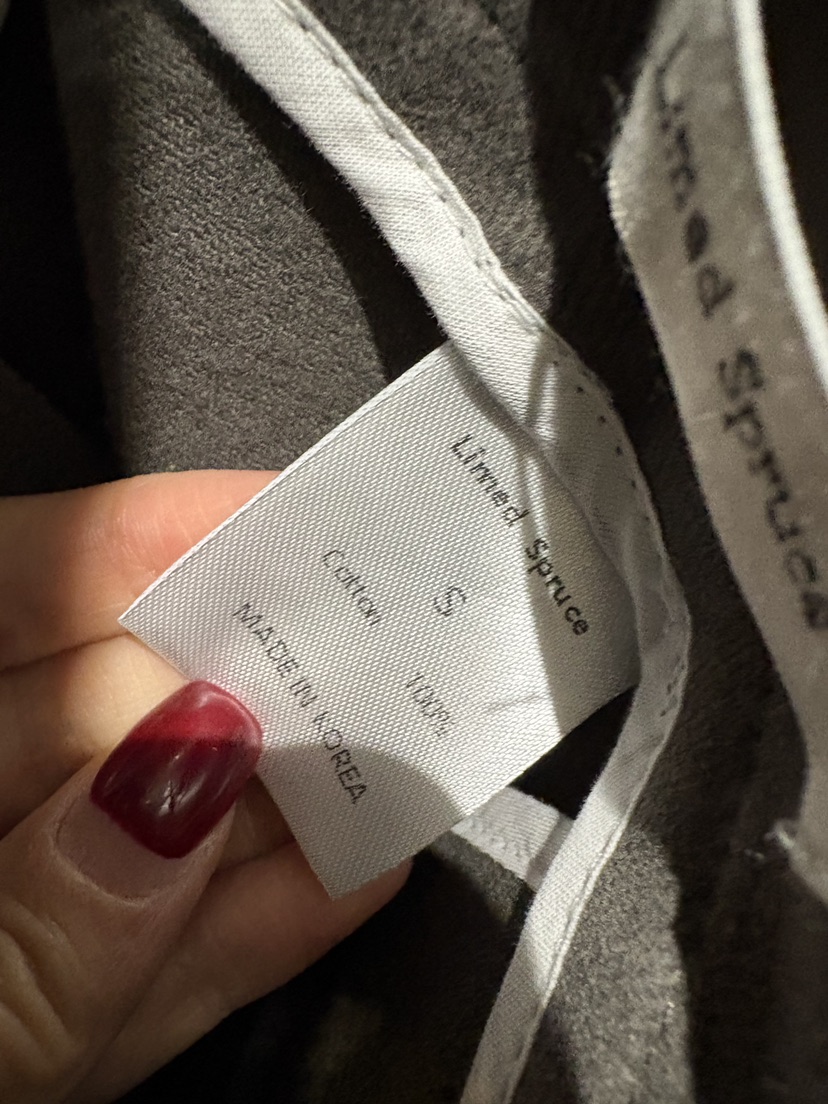 Limed Spruce
S
Cotton 100%
MADE IN KOREA
Limed Spruce